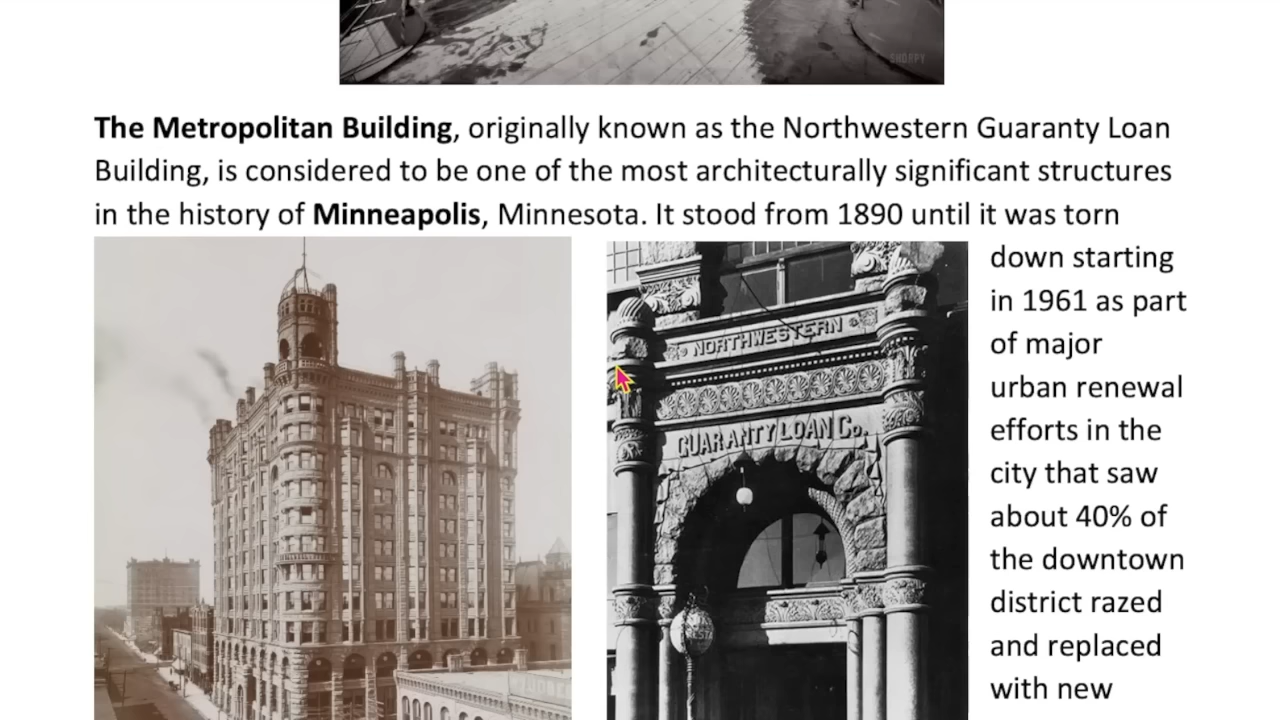 SHORPY
The Metropolitan Building, originally known as the Northwestern Guaranty Loan
Building, is considered to be one of the most architecturally significant structures
in the history of Minneapolis, Minnesota. It stood from 1890 until it was torn
down starting
in 1961 as part
of major
urban renewal
efforts in the
city that saw
about 40% of
the downtown
district razed
and replaced
with new
NORTHWESTERN
GUARANTY LOAN Co.